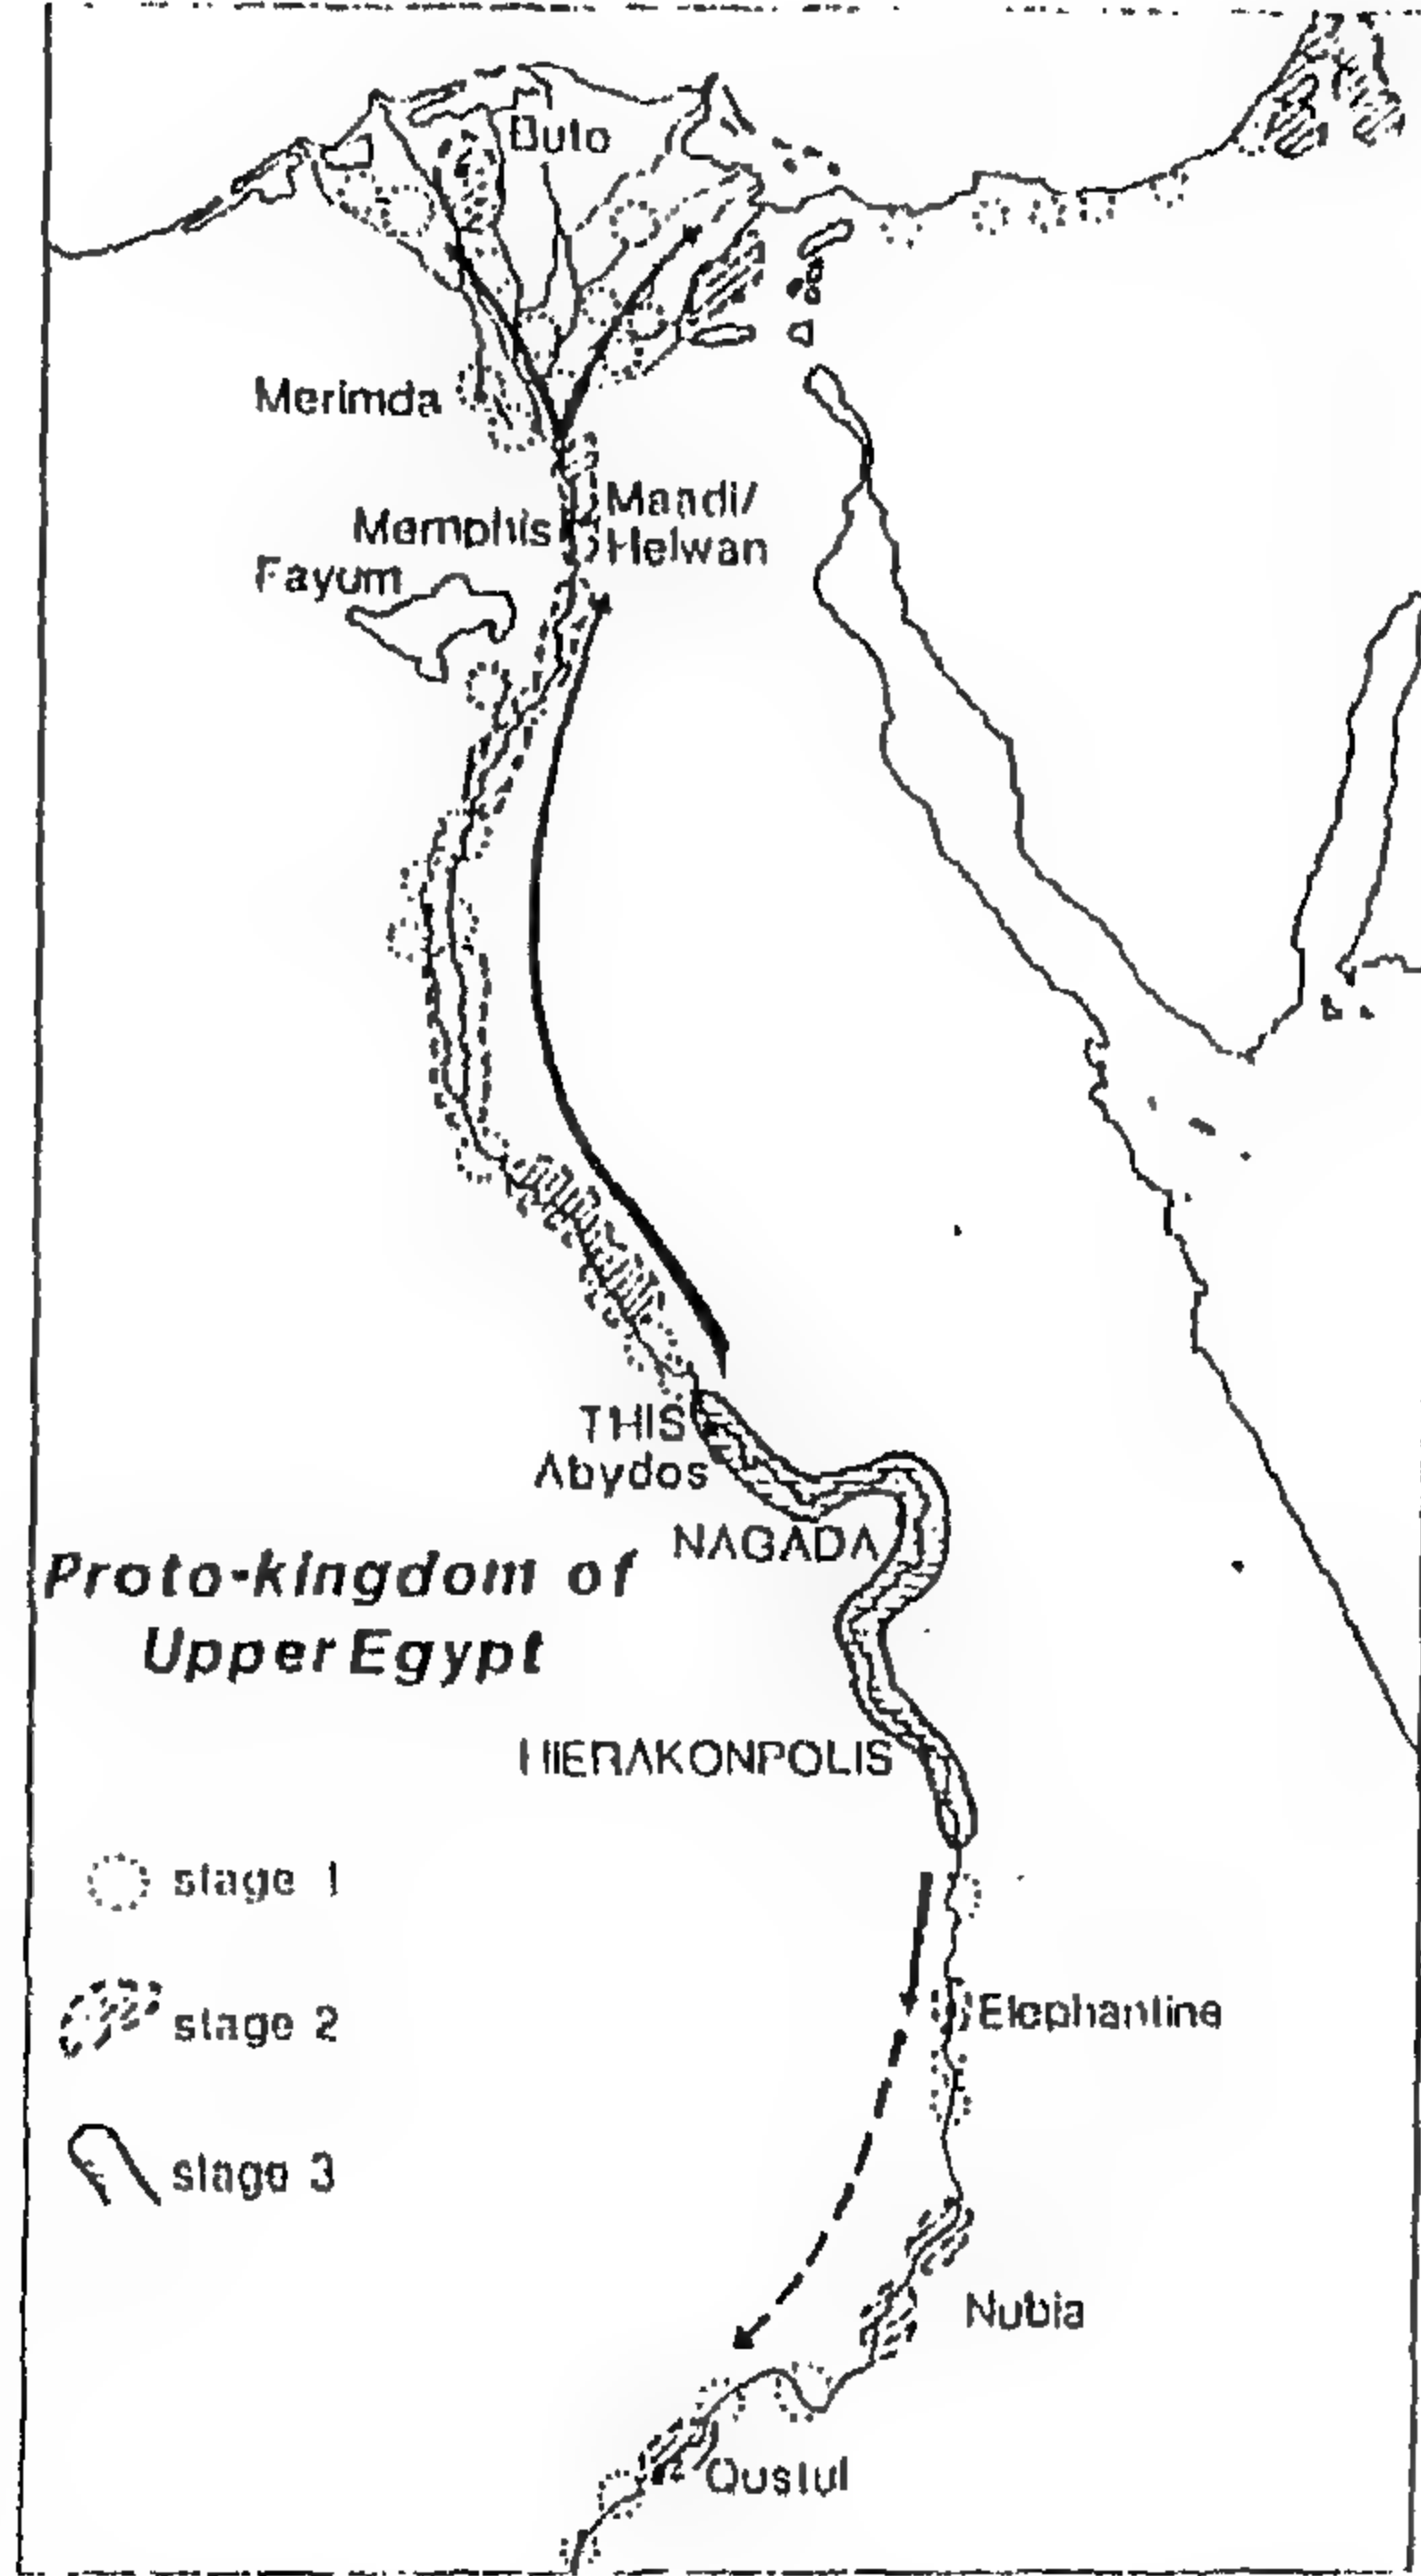 Buto
Merimda
Maadi/
Memphis
Helwan
Fayum
THIS
Abydos
NAGADA
Proto-kingdom of
Upper Egypt
HIERAKONPOLIS
stage 1
Elephantine
stage 2
stage 3
Nubia
Qustul